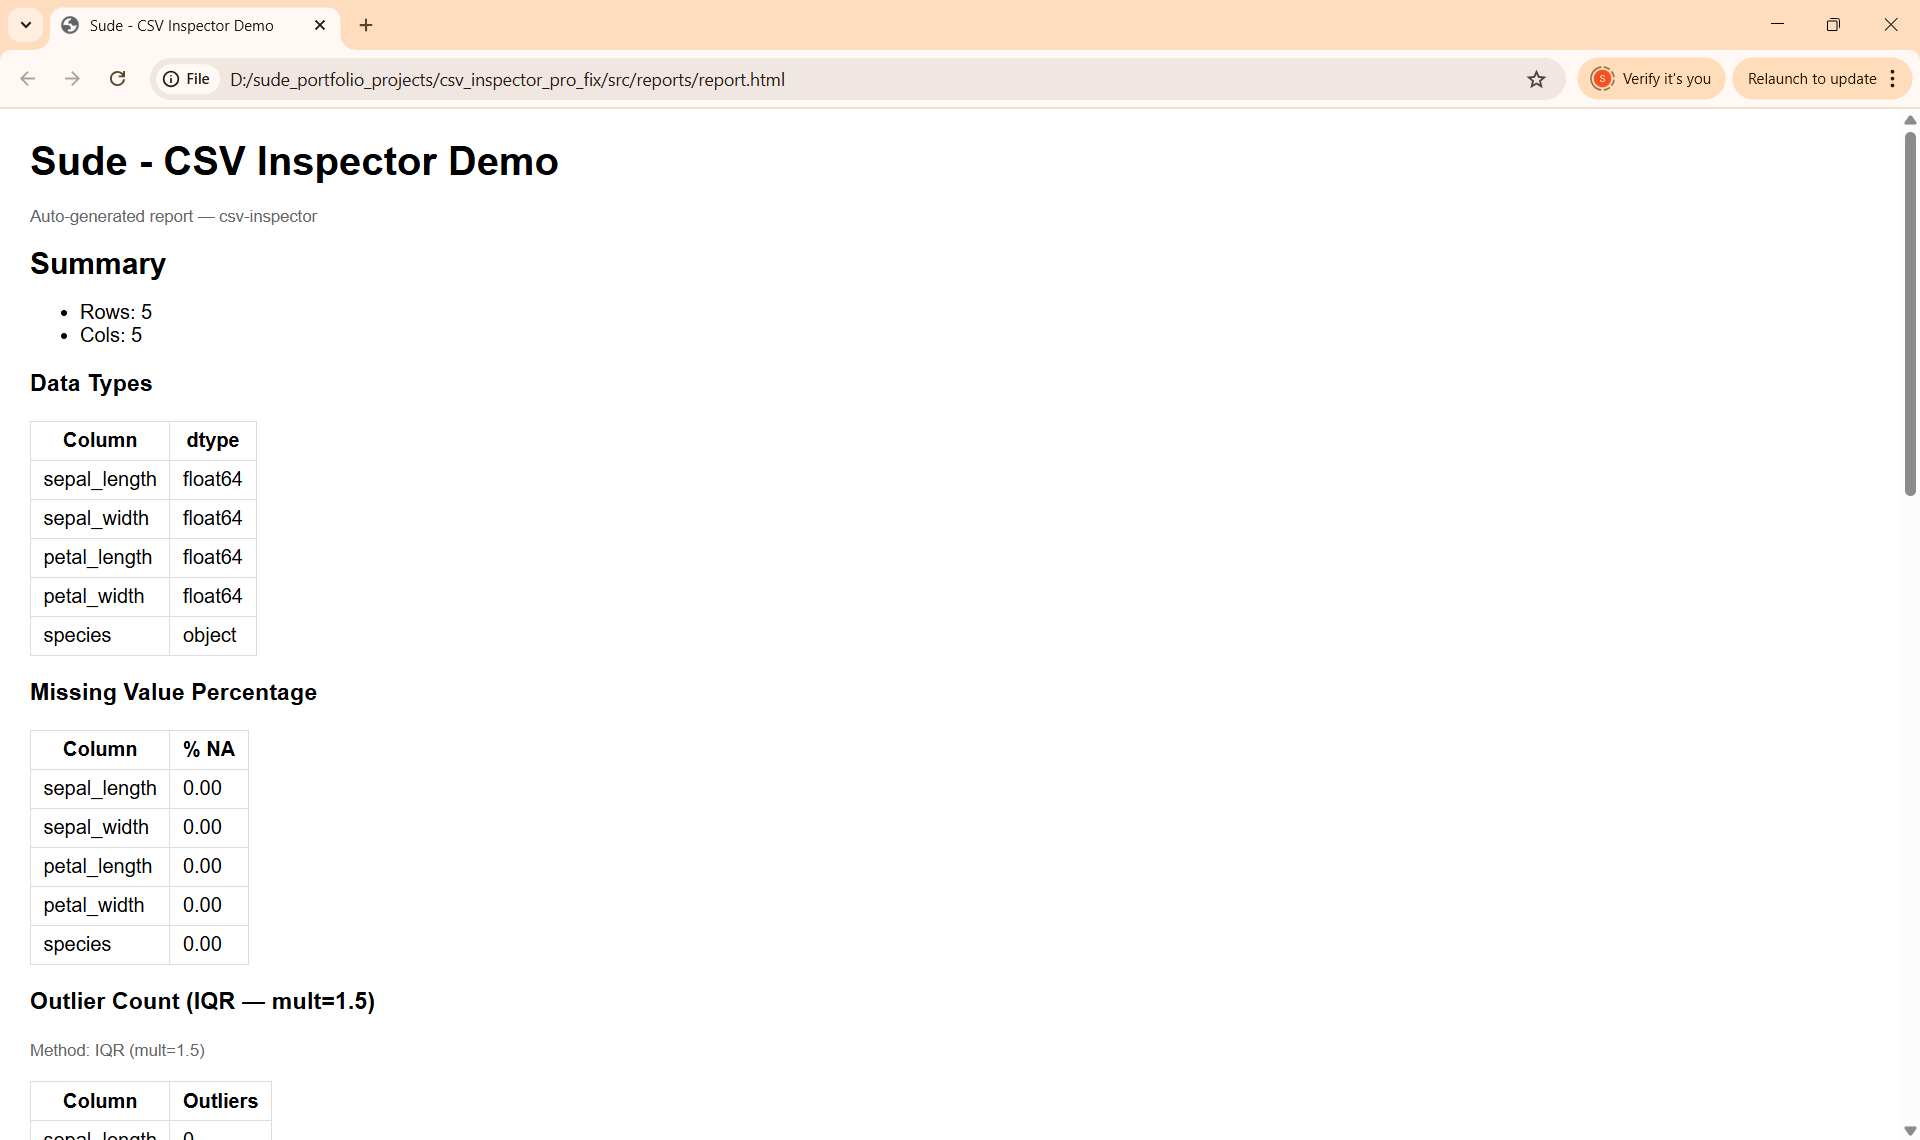 Sude - CSV Inspector Demo
File D:/sude_portfolio_projects/csv_inspector_pro_fix/src/reports/report.html
S Verify it's you Relaunch to update
Sude - CSV Inspector Demo
Auto-generated report — csv-inspector
Summary
• Rows: 5
• Cols: 5
Data Types
Column dtype
sepal_length float64
sepal_width float64
petal_length float64
petal_width float64
species object
Missing Value Percentage
Column % NA
sepal_length 0.00
sepal_width 0.00
petal_length 0.00
petal_width 0.00
species 0.00
Outlier Count (IQR — mult=1.5)
Method: IQR (mult=1.5)
Column Outliers
sepal_length 0